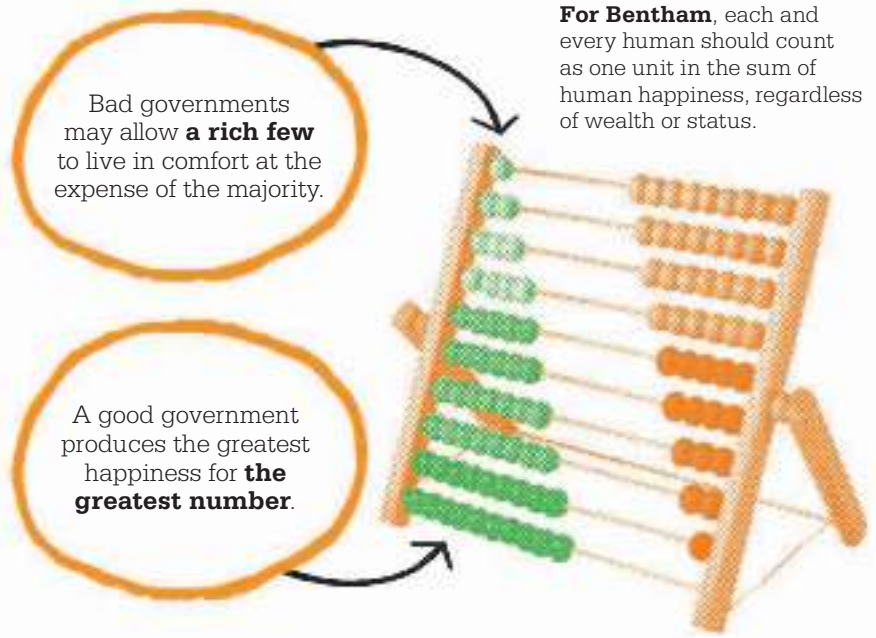 For Bentham, each and
every human should count
as one unit in the sum of
human happiness, regardless
of wealth or status.
Bad governments
may allow a rich few
to live in comfort at the
expense of the majority.
A good government
produces the greatest
happiness for the
greatest number.